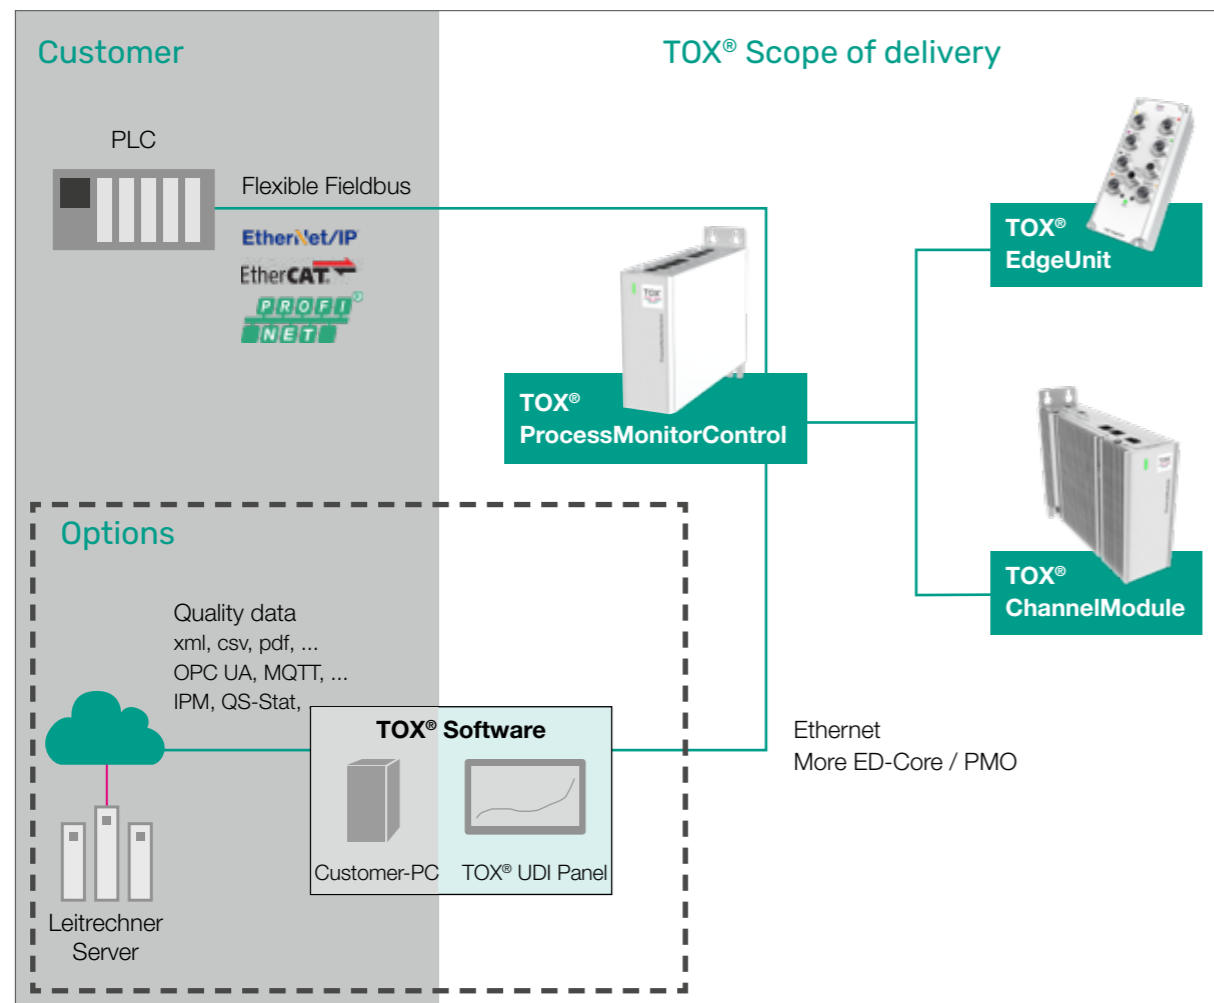 Customer
TOX® Scope of delivery
PLC
Flexible Fieldbus
EtherNet/IP
EtherCAT
PROFI
NET
TOX®
EdgeUnit
TOX®
ProcessMonitorControl
TOX®
ChannelModule
Options
Quality data
xml, csv, pdf, ...
OPC UA, MQTT, ...
IPM, QS-Stat,
TOX® Software
Customer-PC
TOX® UDI Panel
Ethernet
More ED-Core / PMO
Leitrechner
Server